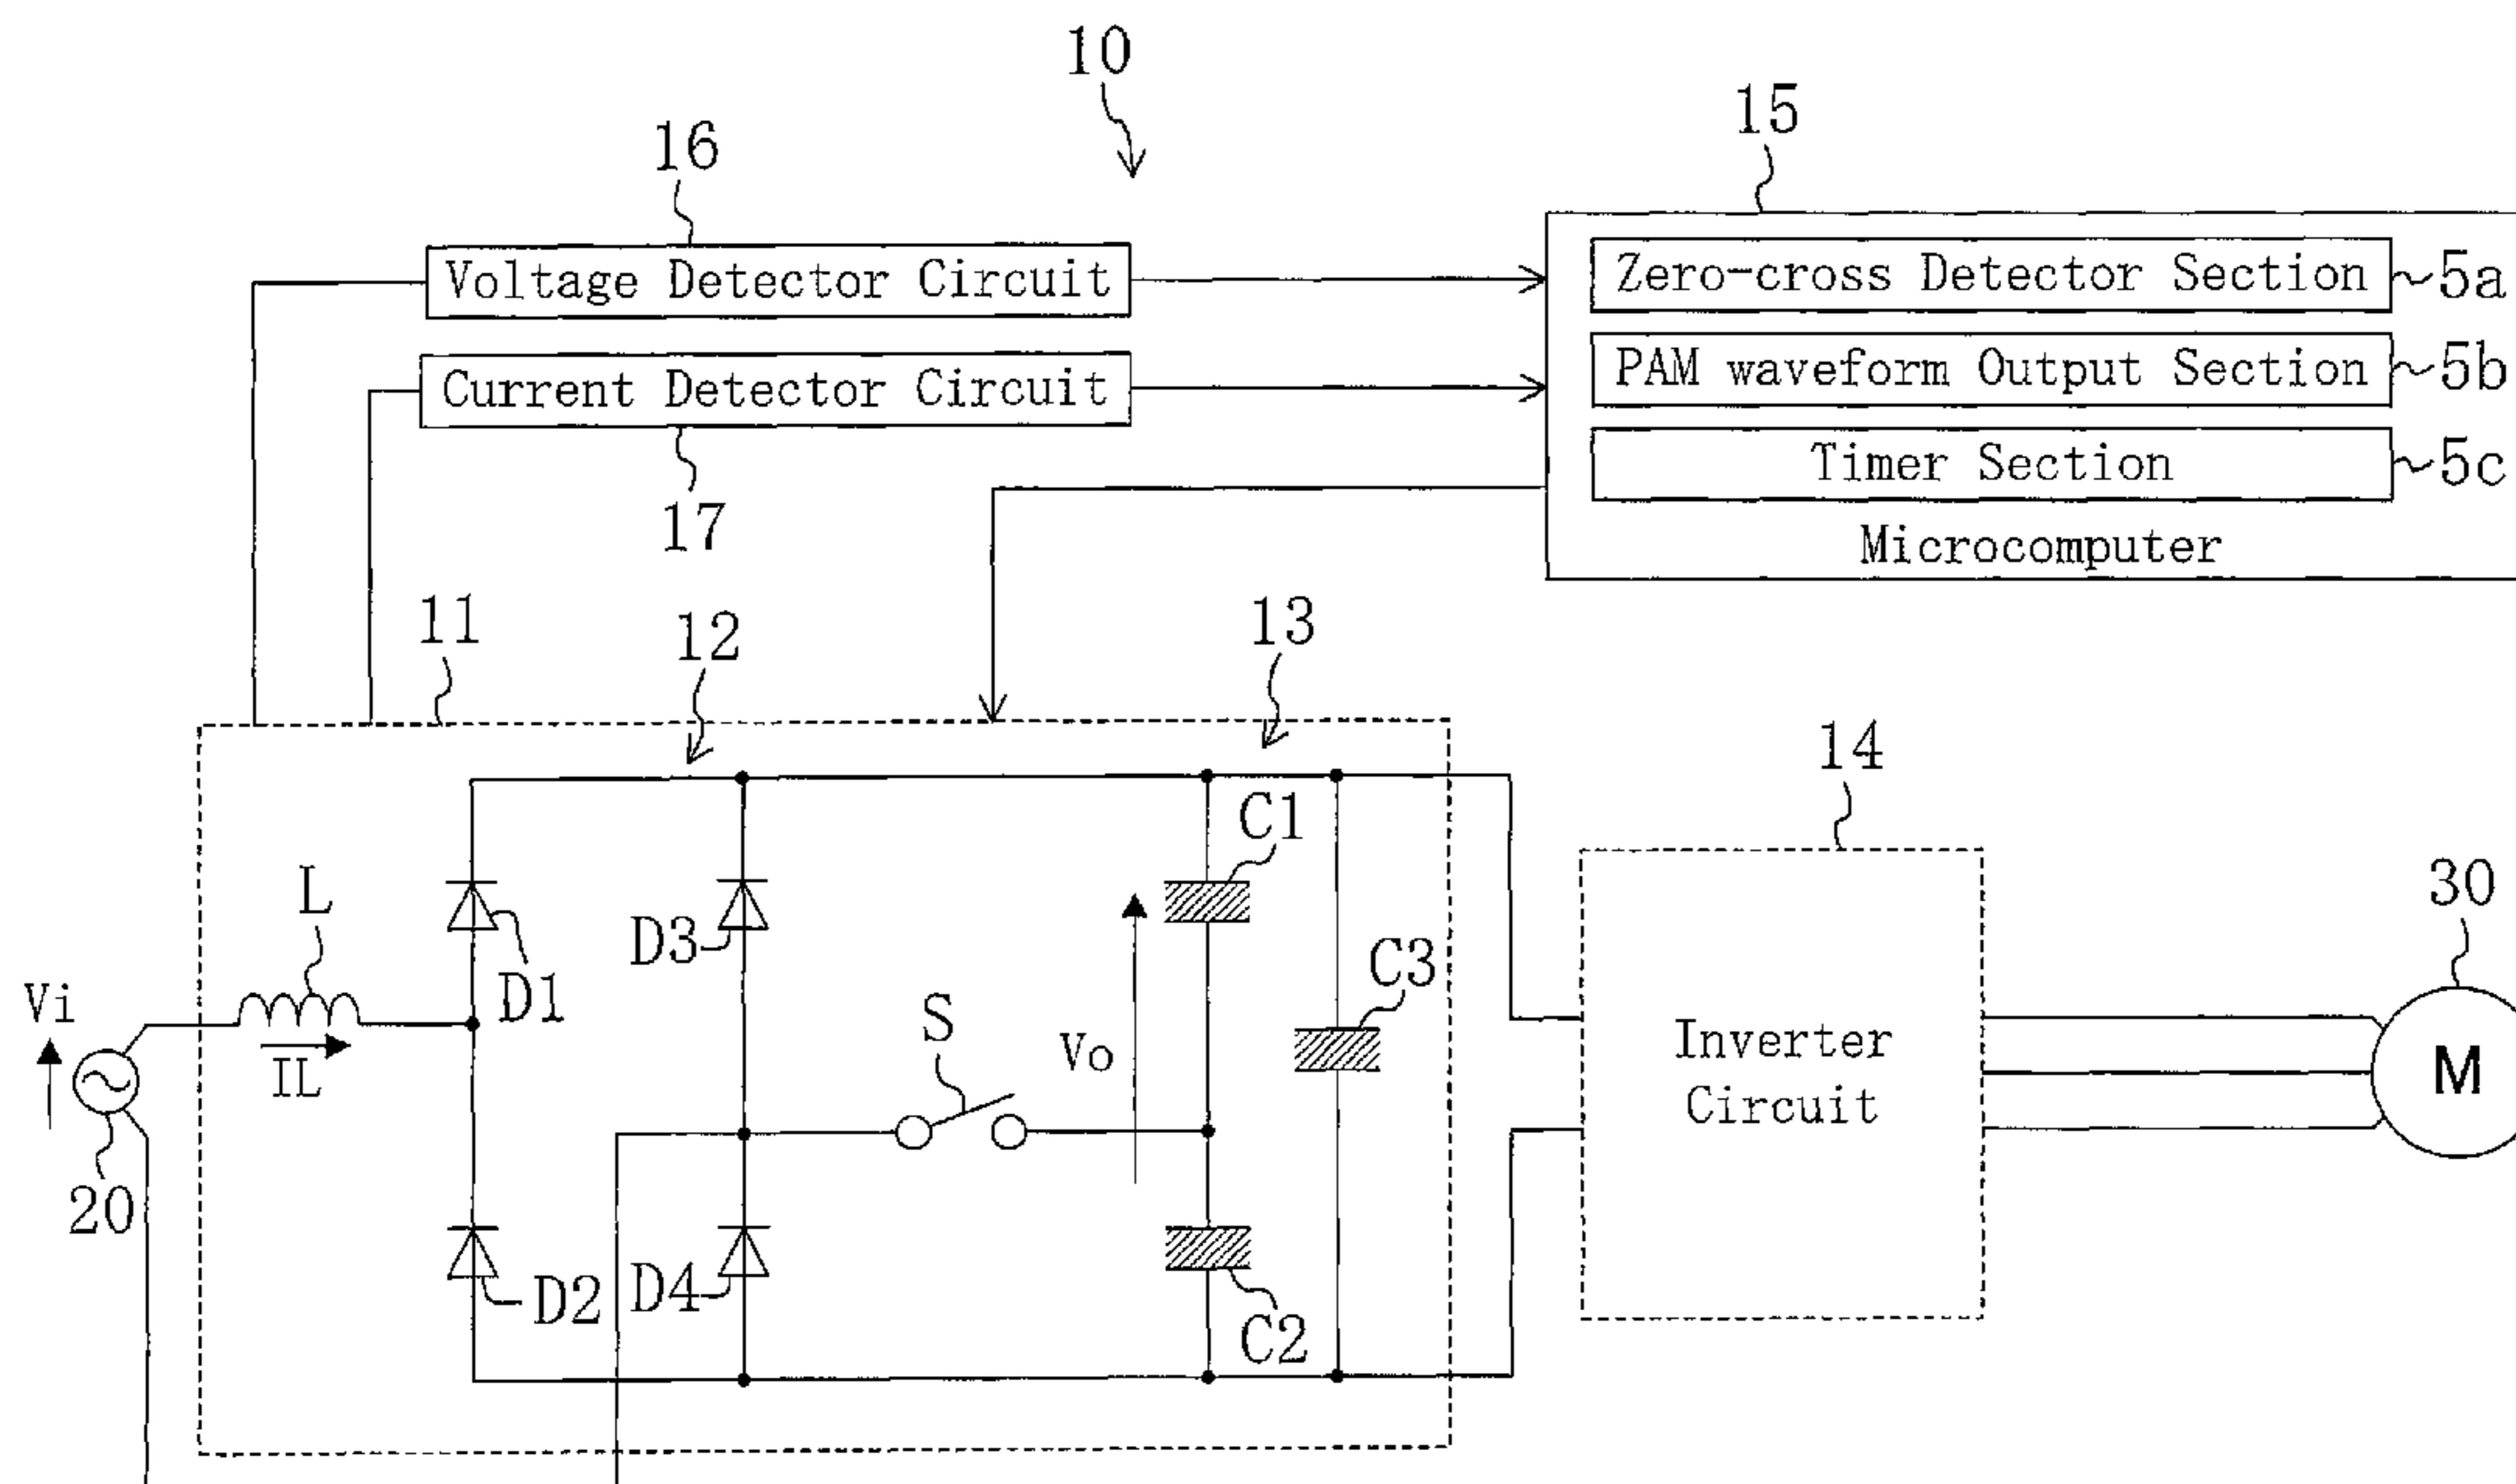 10
15
16
Voltage Detector Circuit
Zero-cross Detector Section
5a
PAM waveform Output Section
5b
Current Detector Circuit
Timer Section
5c
17
Microcomputer
11
12
13
14
C1
L
D3
30
D1
C3
Vi
S
IL
Vo
Inverter
Circuit
M
20
D2
D4
C2